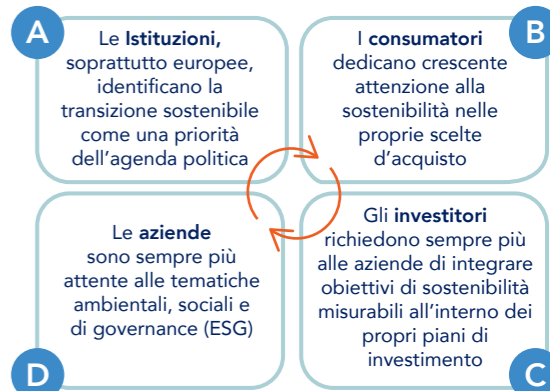 A
Le Istituzioni,
soprattutto europee,
identificano la
transizione sostenibile
come una priorità
dell'agenda politica
B
I consumatori
dedicano crescente
attenzione alla
sostenibilità nelle
proprie scelte
d'acquisto
Le aziende
sono sempre più
attente alle tematiche
ambientali, sociali e
di governance (ESG)
D
Gli investitori
richiedono sempre più
alle aziende di integrare
obiettivi di sostenibilità
misurabili all'interno dei
propri piani di
investimento
C